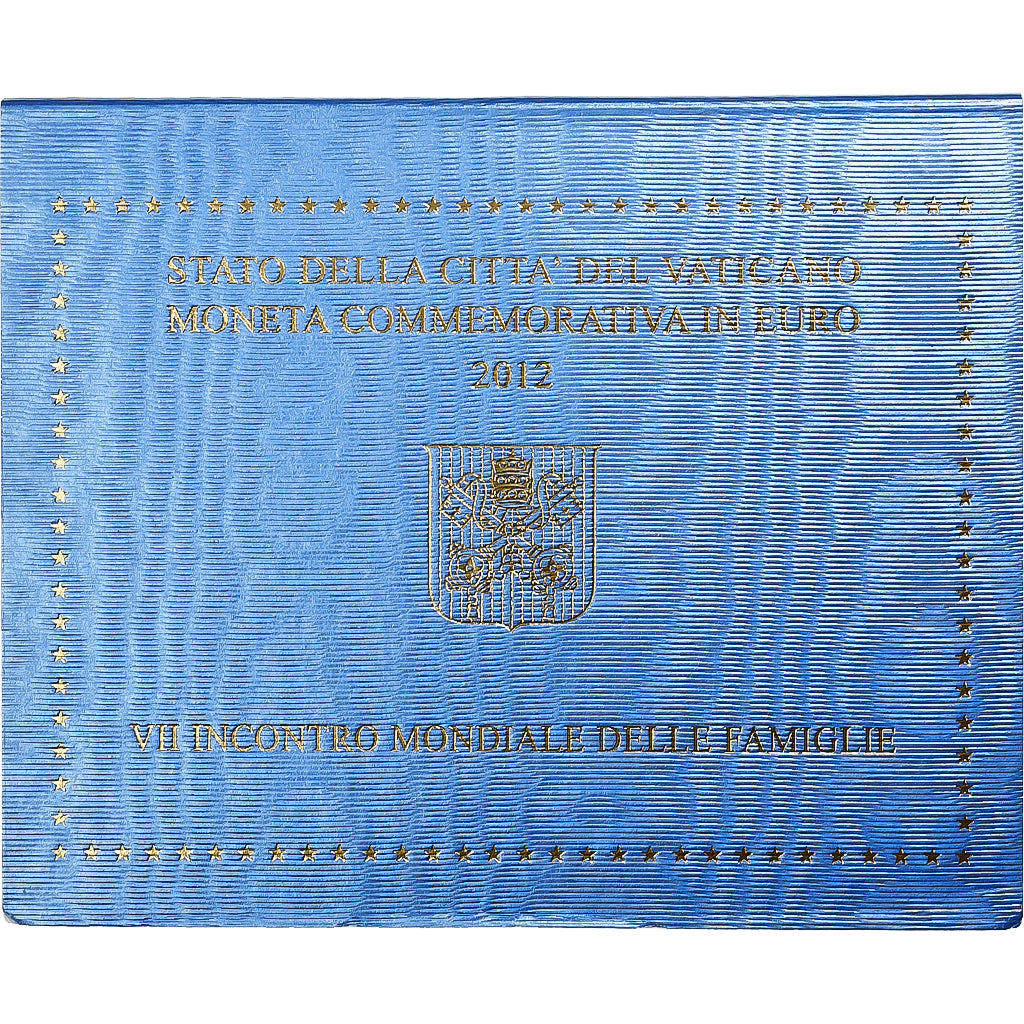 STATO DELLA CITTA' DEL VATICANO
MONETA COMMEMORATIVA IN EURO
2012
VII INCONTRO MONDIALE DELLE FAMIGLIE